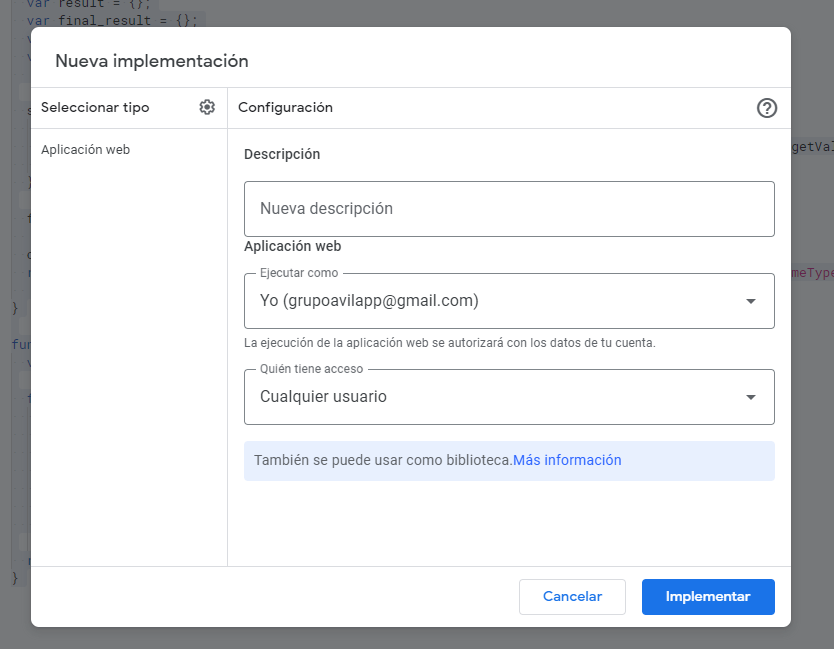 var result = {};
var final_result = {};
Nueva implementación
Seleccionar tipo
Configuración
Aplicación web
Descripción
getVal
Nueva descripción
Aplicación web
Ejecutar como
Yo (grupoavilapp@gmail.com)
meType
}
La ejecución de la aplicación web se autorizará con los datos de tu cuenta.
fun
Quién tiene acceso
Cualquier usuario
También se puede usar como biblioteca.Más información
}
Cancelar
Implementar